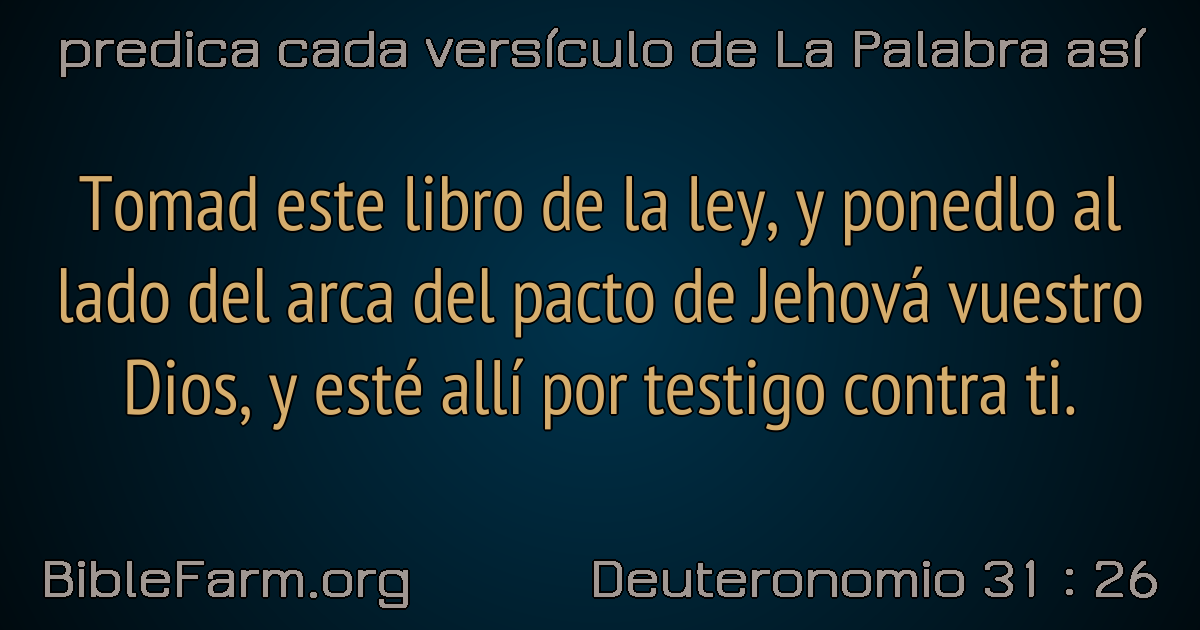 predica cada versículo de La Palabra así
Tomad este libro de la ley, y ponedlo al
lado del arca del pacto de Jehová vuestro
Dios, y esté allí por testigo contra ti.
BibleFarm.org
Deuteronomio 31 : 26